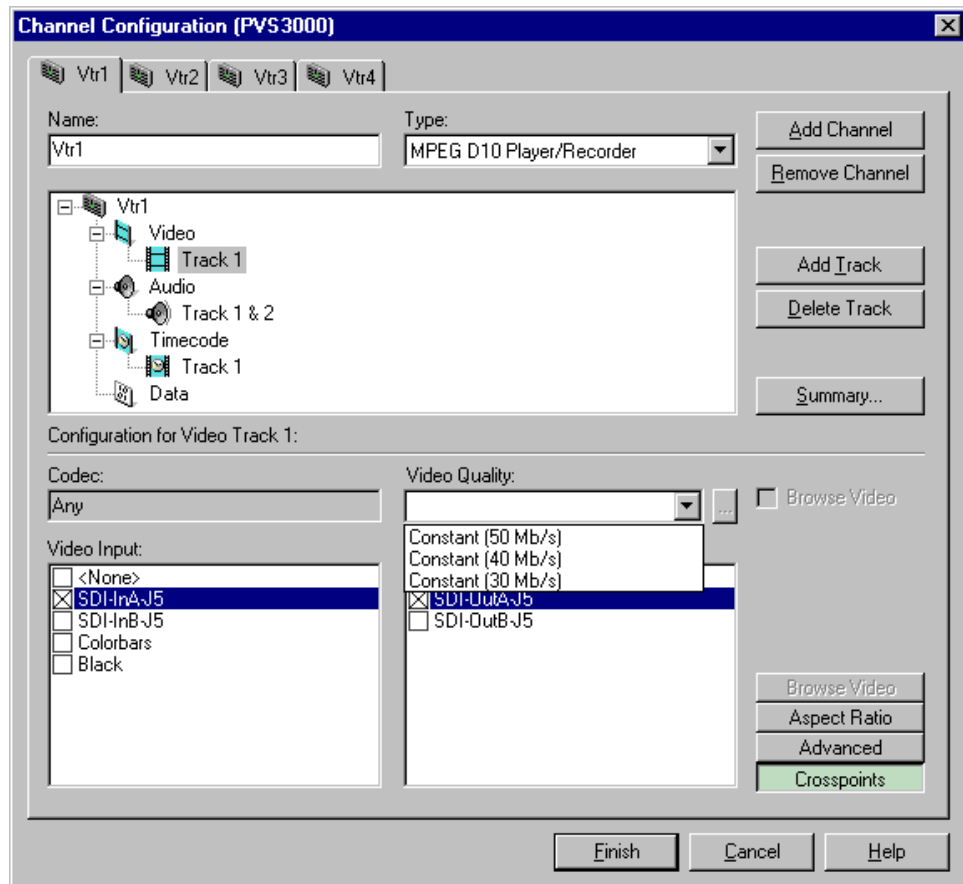 Channel Configuration (PVS3000)
Vtr1 Vtr2 Vtr3 Vtr4
Name:
Vtr1
Type:
MPEG D10 Player/Recorder
Add Channel
Remove Channel
Vtr1
Video
Track 1
Audio
Track 1 & 2
Timecode
Track 1
Data
Add Track
Delete Track
Summary...
Configuration for Video Track 1:
Codec:
Any
Video Quality:
...
Browse Video
Constant (50 Mb/s)
Constant (40 Mb/s)
Constant (30 Mb/s)
Video Input:
<None>
SDI-InA-J5
SDI-InB-J5
Colorbars
Black
SDI-OutA-J5
SDI-OutB-J5
Browse Video
Aspect Ratio
Advanced
Crosspoints
Finish
Cancel
Help